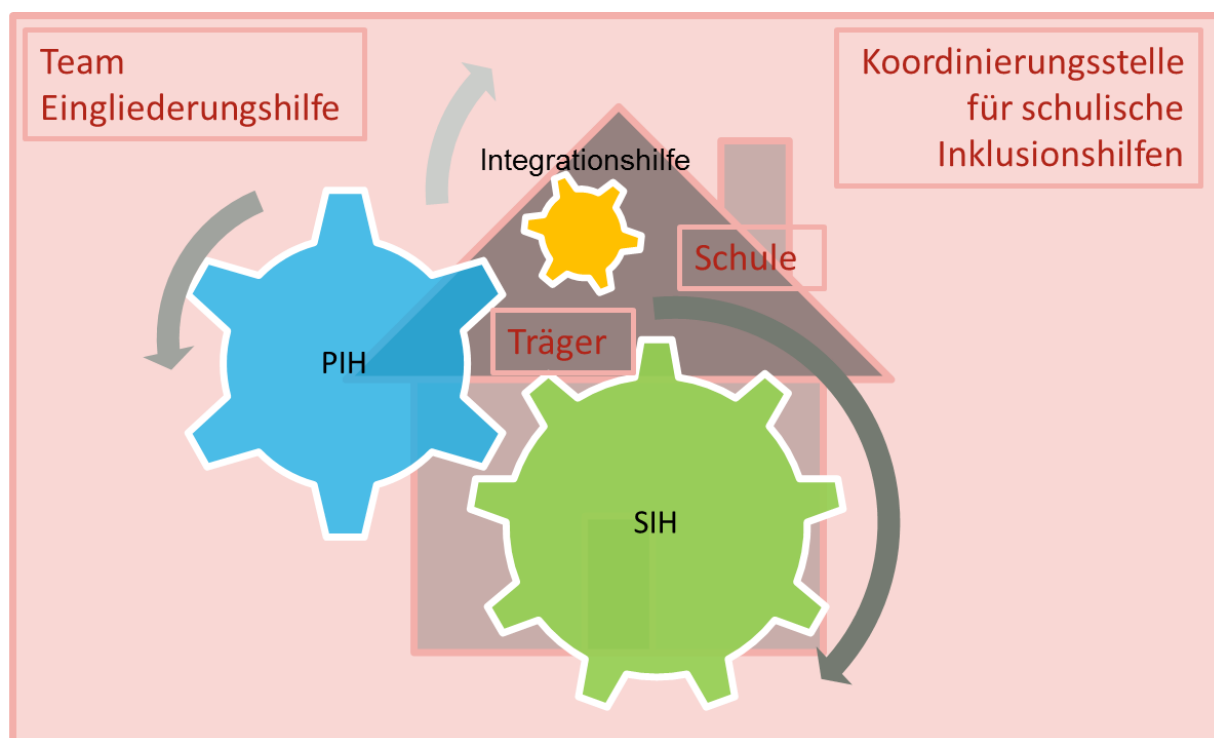 Team
Eingliederungshilfe
Koordinierungsstelle
für schulische
Inklusionshilfen
Integrationshilfe
Schule
Träger
PIH
SIH